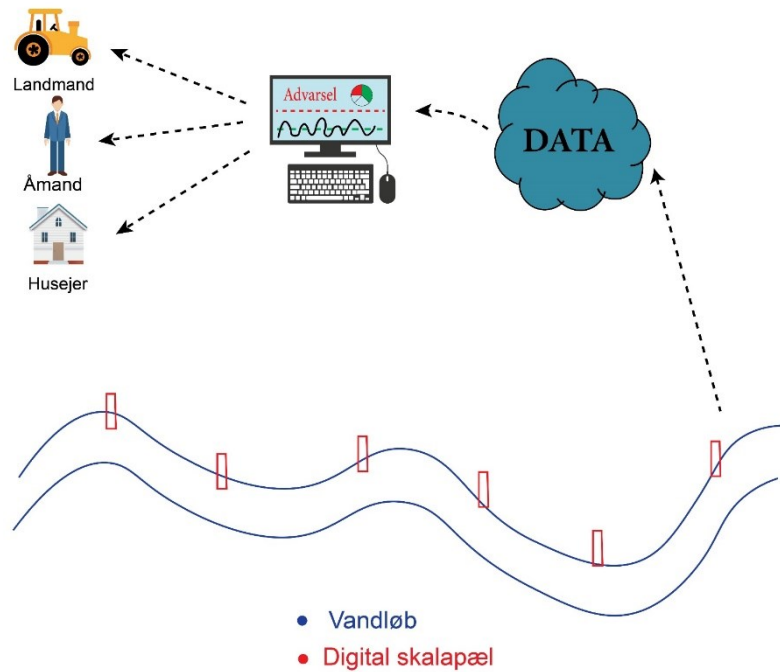 Landmand
Åmand
Husejer
Advarsel
DATA
Vandløb
Digital skalapæl